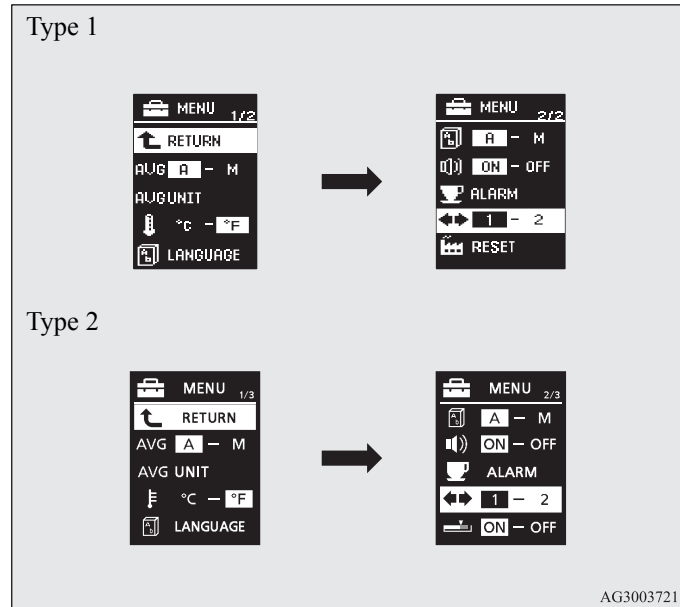 Type 1
MENU 1/2
RETURN
AVG A – M
AVG UNIT
°C – °F
A b LANGUAGE
MENU 2/2
A b A – M
ON – OFF
ALARM
1 – 2
RESET
Type 2
MENU 1/3
RETURN
AVG A – M
AVG UNIT
°C – °F
A b LANGUAGE
MENU 2/3
A b A – M
ON – OFF
ALARM
1 – 2
ON – OFF
AG3003721